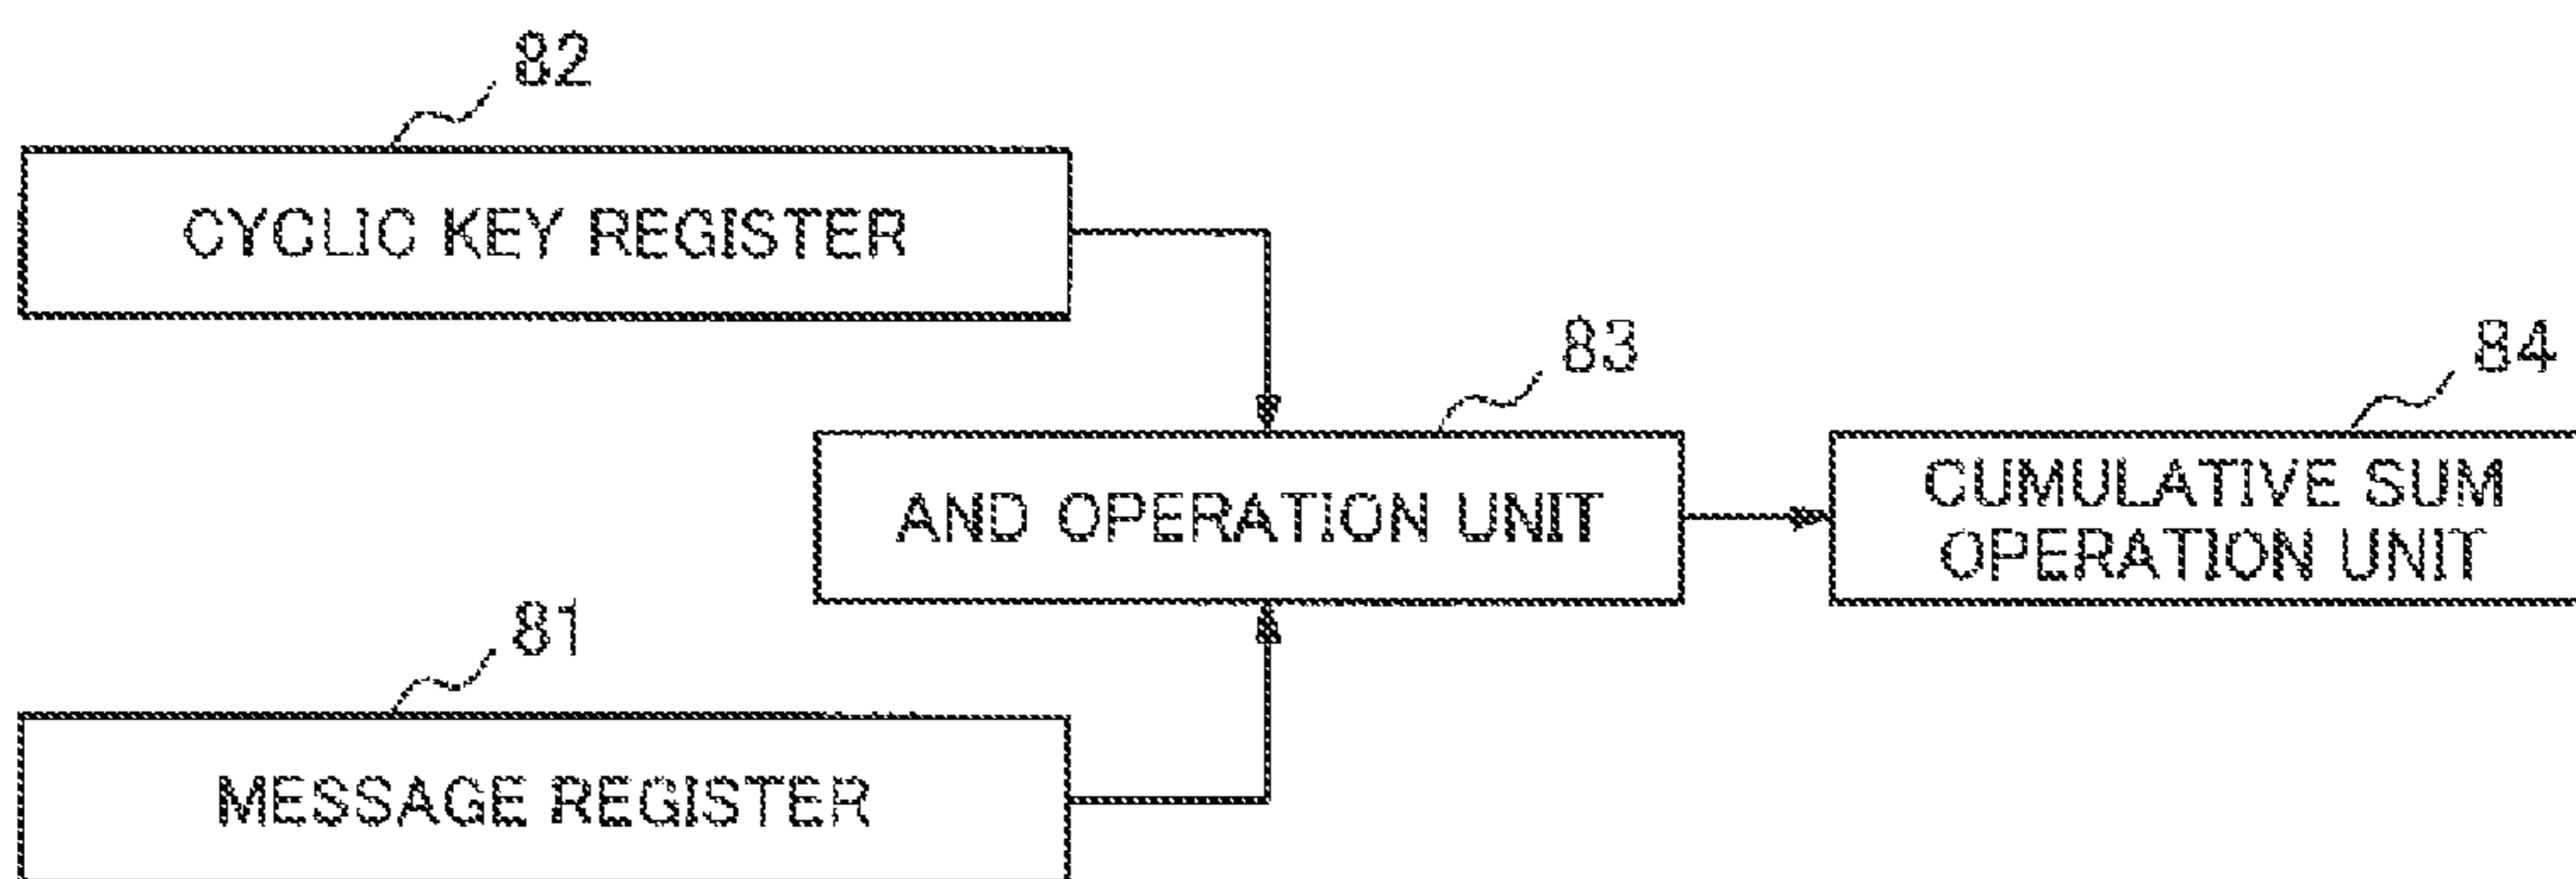 82
CYCLIC KEY REGISTER
83
84
AND OPERATION UNIT
CUMULATIVE SUM
OPERATION UNIT
81
MESSAGE REGISTER